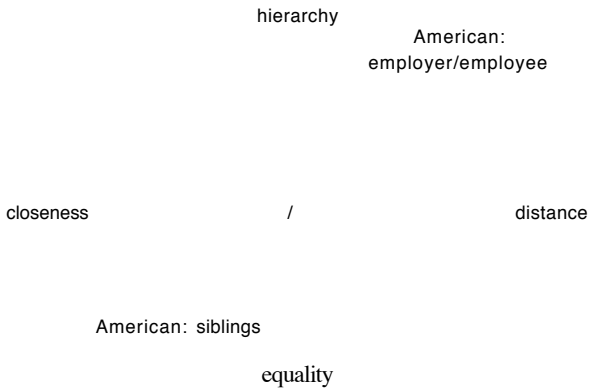 hierarchy
American:
employer/employee
closeness / distance
American: siblings
equality